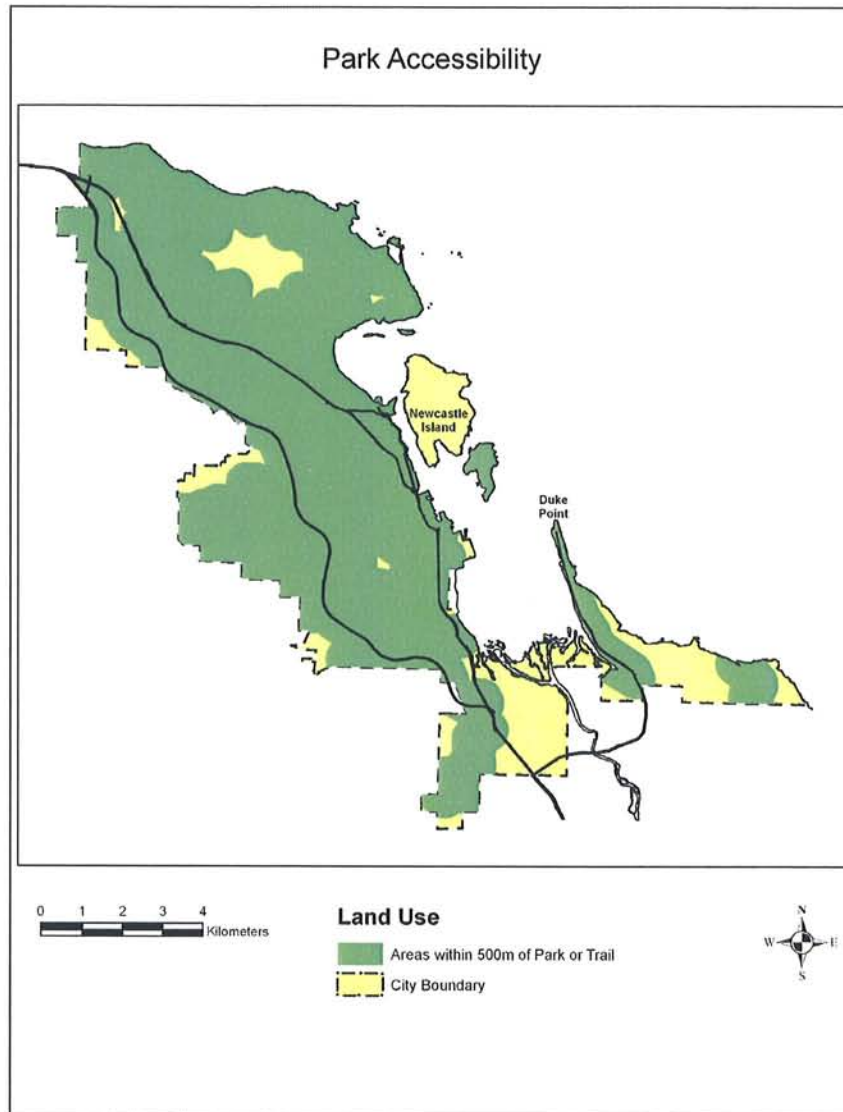 Park Accessibility
Newcastle
Island
Duke
Point
0 1 2 3 4
Kilometers
Land Use
Areas within 500m of Park or Trail
City Boundary
N
W E
S